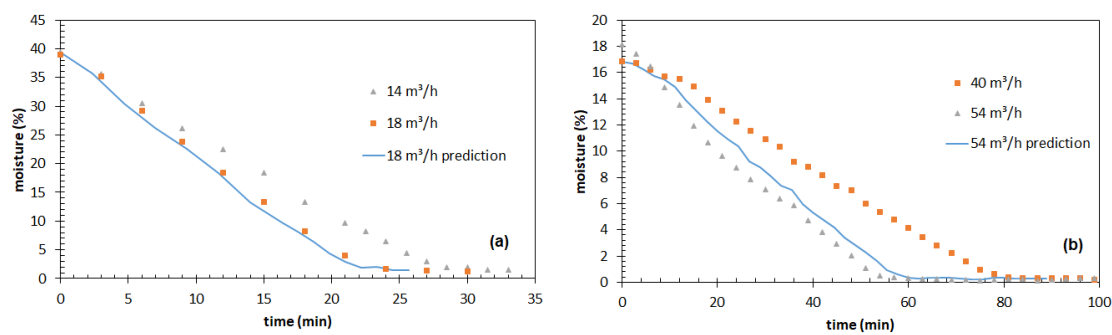 45
40
35
30
25
20
15
10
5
0
moisture (%)
14 m³/h
18 m³/h
18 m³/h prediction
(a)
0 5 10 15 20 25 30 35
time (min)
20
18
16
14
12
10
8
6
4
2
0
moisture (%)
40 m³/h
54 m³/h
54 m³/h prediction
(b)
0 20 40 60 80 100
time (min)